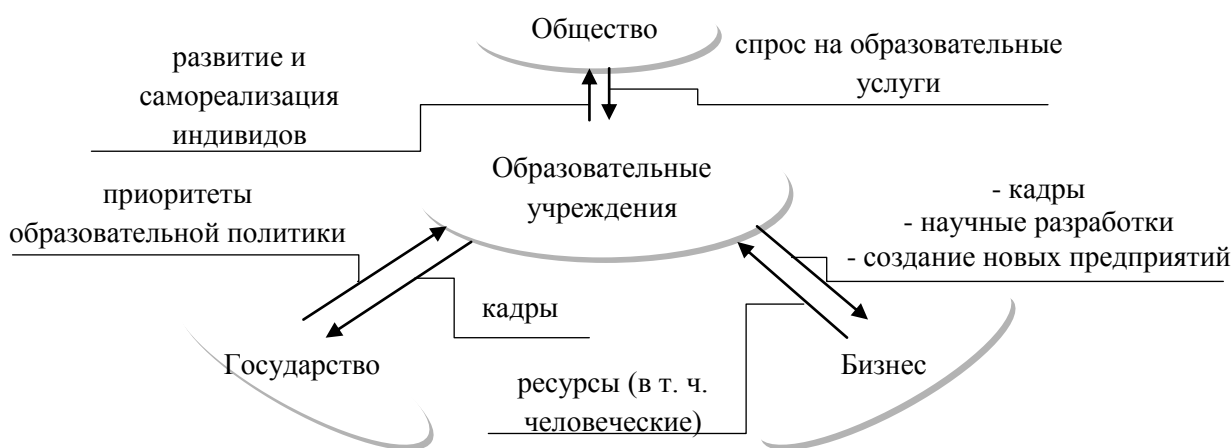 Общество
развитие и
самореализация
индивидов
спрос на образовательные
услуги
Образовательные
учреждения
приоритеты
образовательной политики
- кадры
- научные разработки
- создание новых предприятий
кадры
Государство
Бизнес
ресурсы (в т. ч.
человеческие)